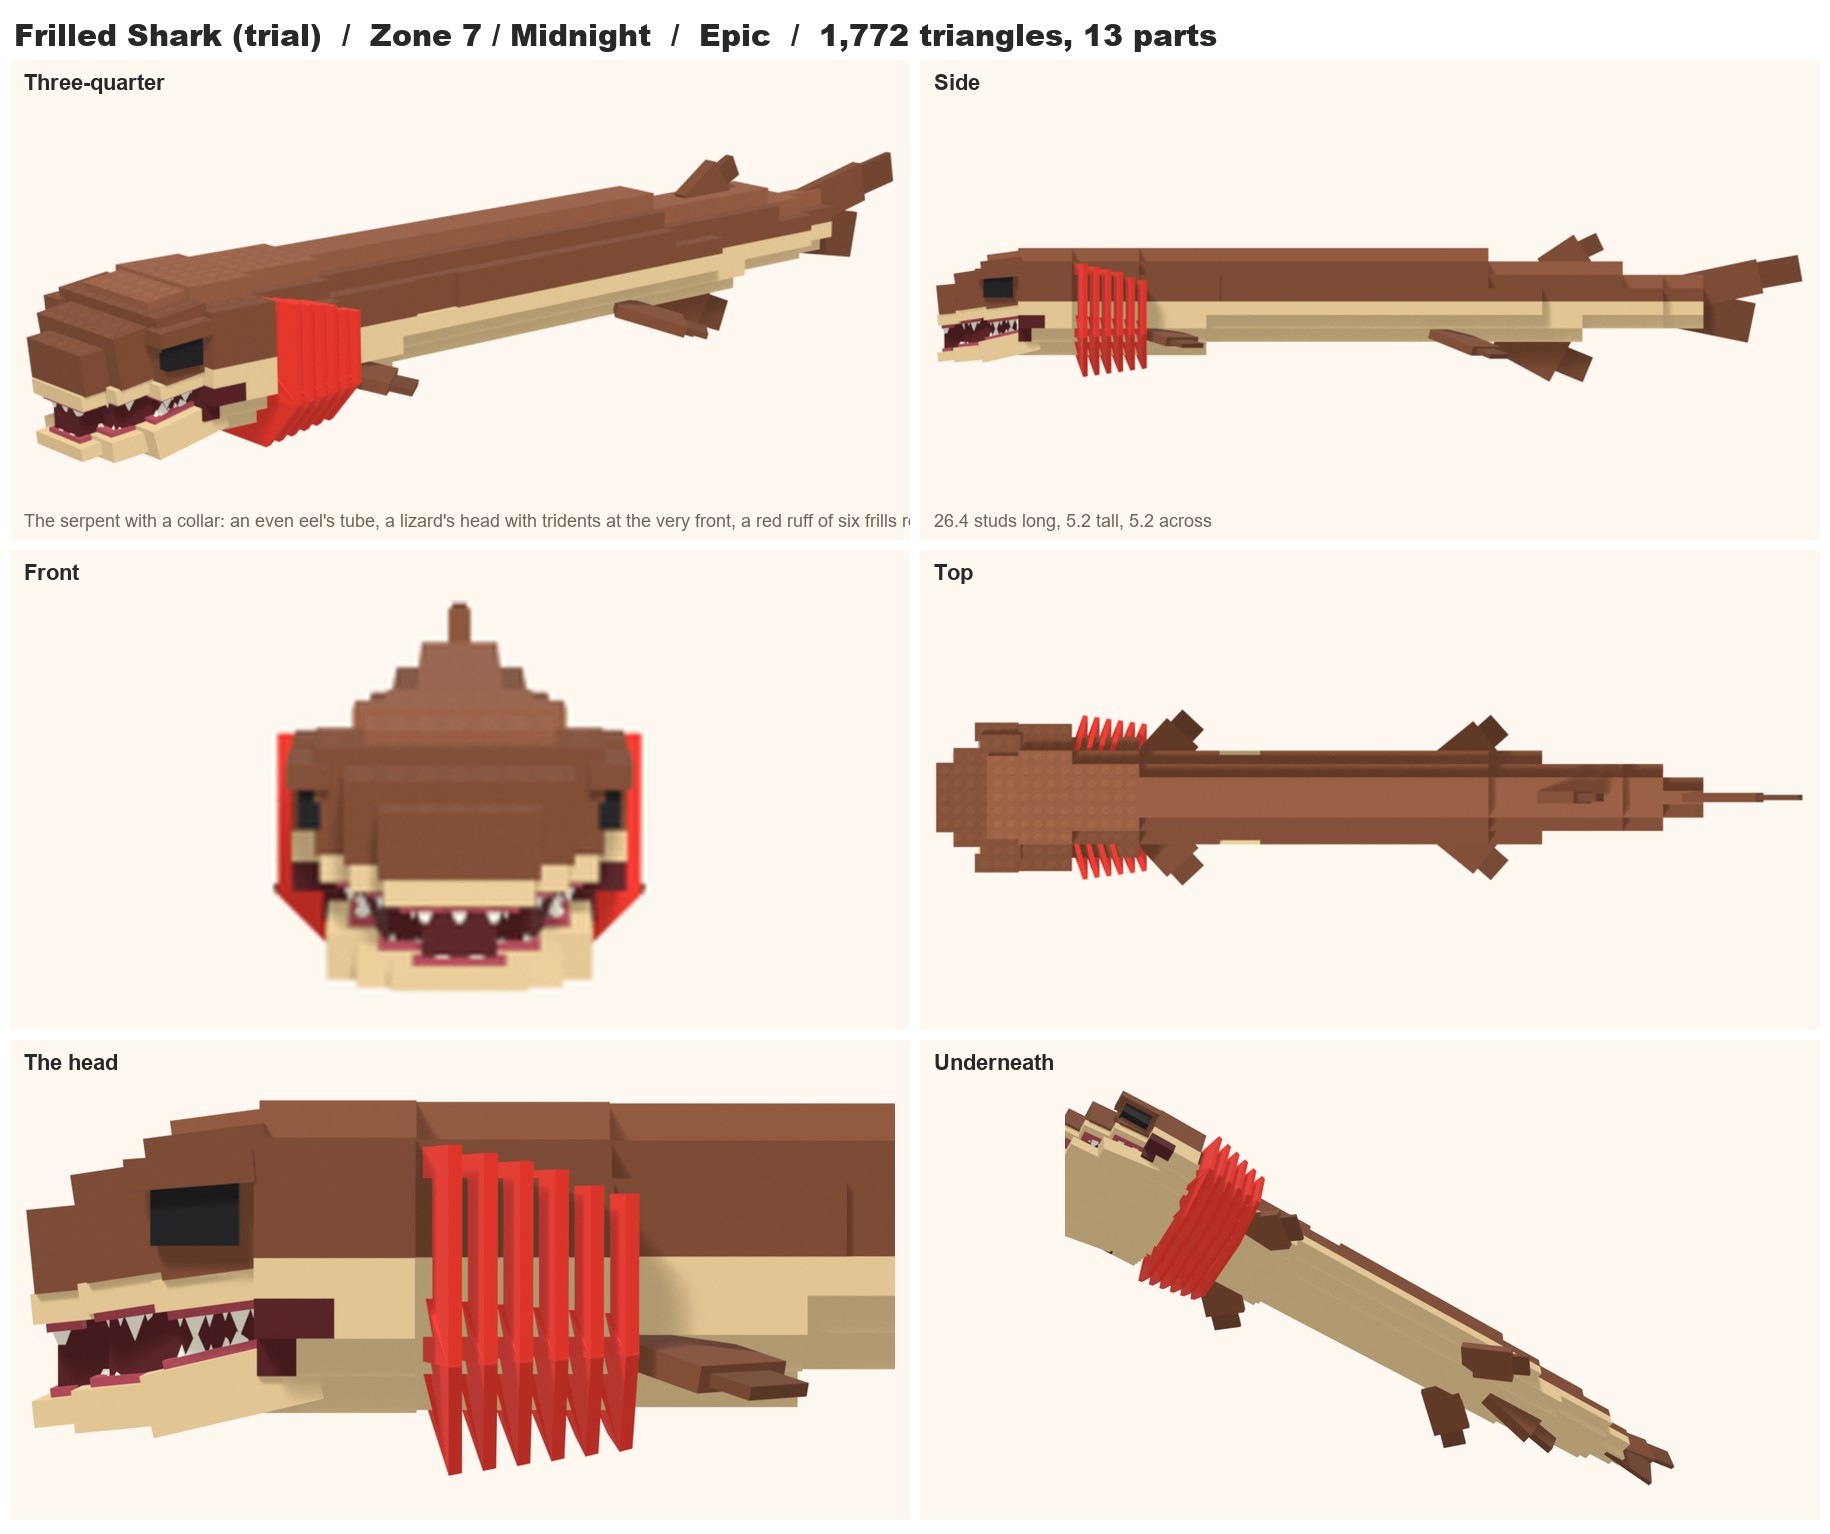 Frilled Shark (trial) / Zone 7 / Midnight / Epic / 1,772 triangles, 13 parts
Three-quarter
Side
The serpent with a collar: an even eel's tube, a lizard's head with tridents at the very front, a red ruff of six frills
26.4 studs long, 5.2 tall, 5.2 across
Front
Top
The head
Underneath